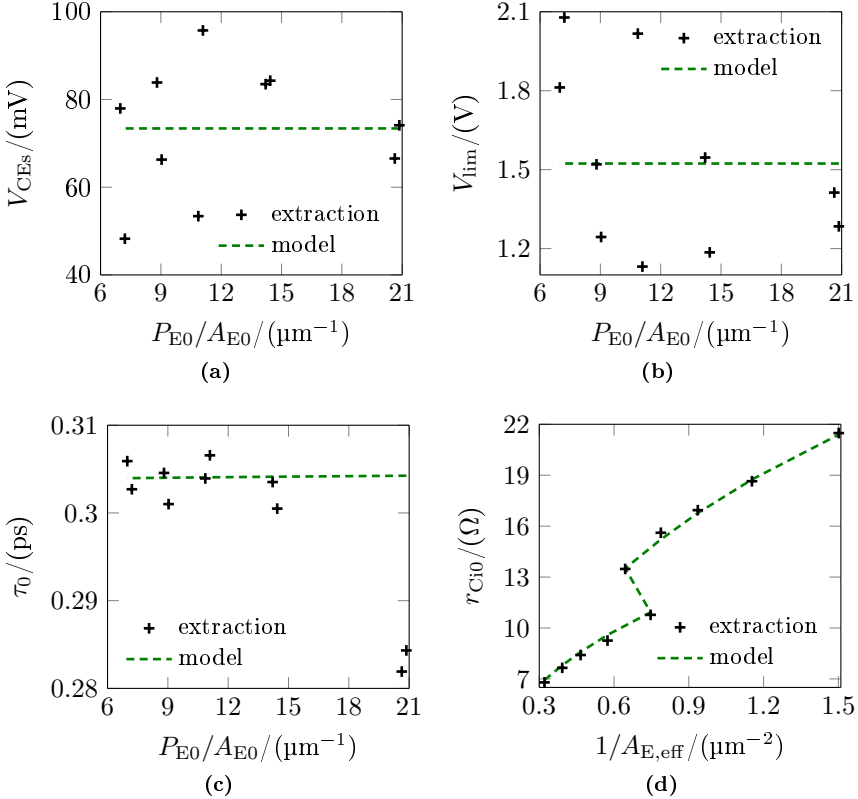 100
80
60
40
V_CEs/(mV)
extraction
model
6 9 12 15 18 21
P_E0/A_E0/(µm⁻¹)
(a)
2.1
1.8
1.5
1.2
V_lim/(V)
extraction
model
6 9 12 15 18 21
P_E0/A_E0/(µm⁻¹)
(b)
0.31
0.3
0.29
0.28
τ_0/(ps)
extraction
model
6 9 12 15 18 21
P_E0/A_E0/(µm⁻¹)
(c)
22
19
16
13
10
7
r_Ci0/(Ω)
extraction
model
0.3 0.6 0.9 1.2 1.5
1/A_E,eff/(µm⁻²)
(d)